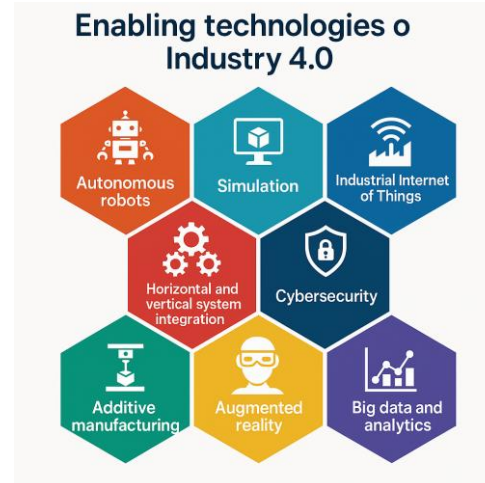 Enabling technologies o
Industry 4.0
Autonomous
robots
Simulation
Industrial Internet
of Things
Horizontal and
vertical system
integration
Cybersecurity
Additive
manufacturing
Augmented
reality
Big data and
analytics